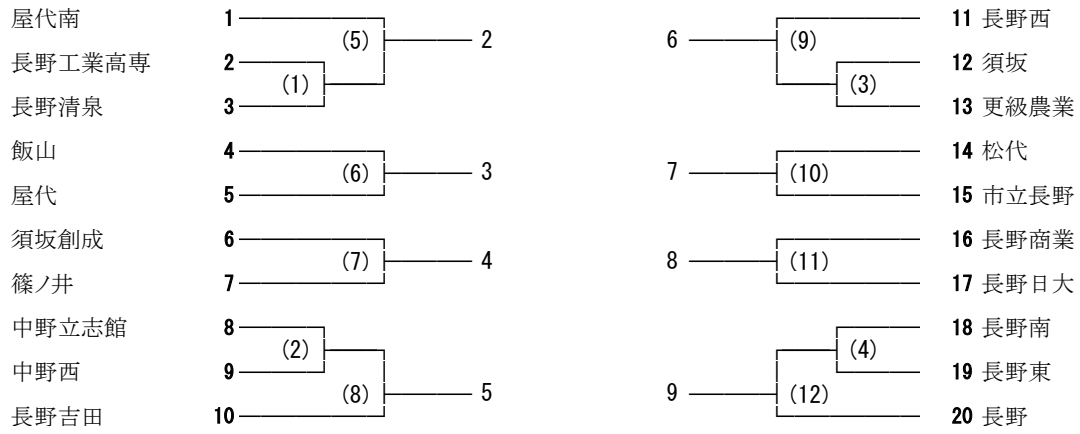 屋代南 1
(5) 2
長野工業高専 2
(1)
長野清泉 3
飯山 4
(6) 3
屋代 5
須坂創成 6
(7) 4
篠ノ井 7
中野立志館 8
(2)
中野西 9
(8) 5
長野吉田 10
11 長野西
6 (9)
12 須坂
(3)
13 更級農業
14 松代
7 (10)
15 市立長野
16 長野商業
8 (11)
17 長野日大
18 長野南
(4)
19 長野東
9 (12)
20 長野